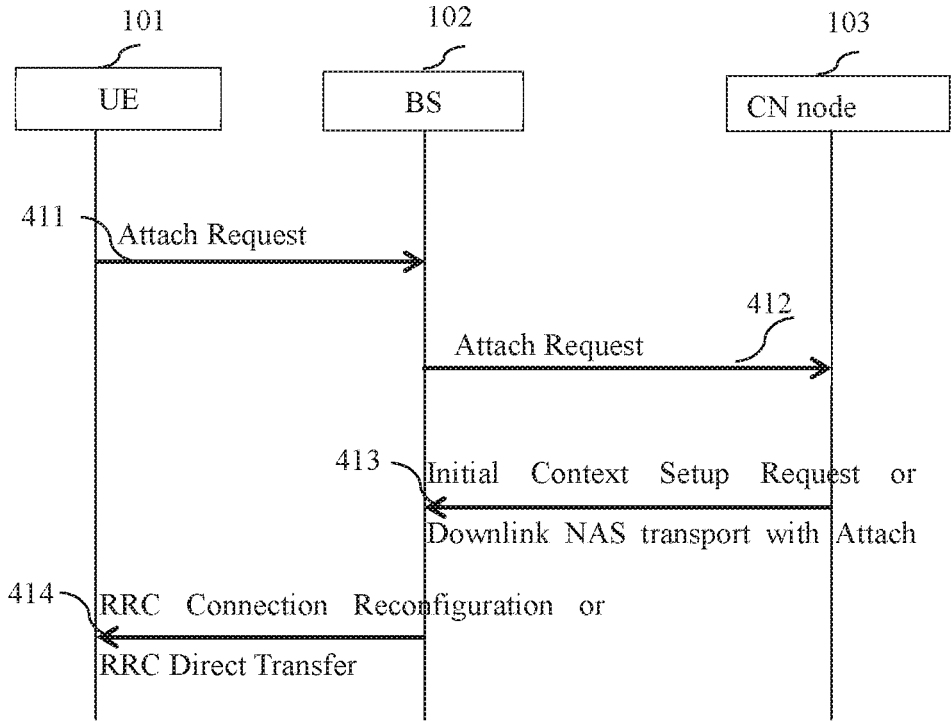 101
102
103
UE
BS
CN node
411
Attach Request
412
Attach Request
413
Initial Context Setup Request or
Downlink NAS transport with Attach
414
RRC Connection Reconfiguration or
RRC Direct Transfer